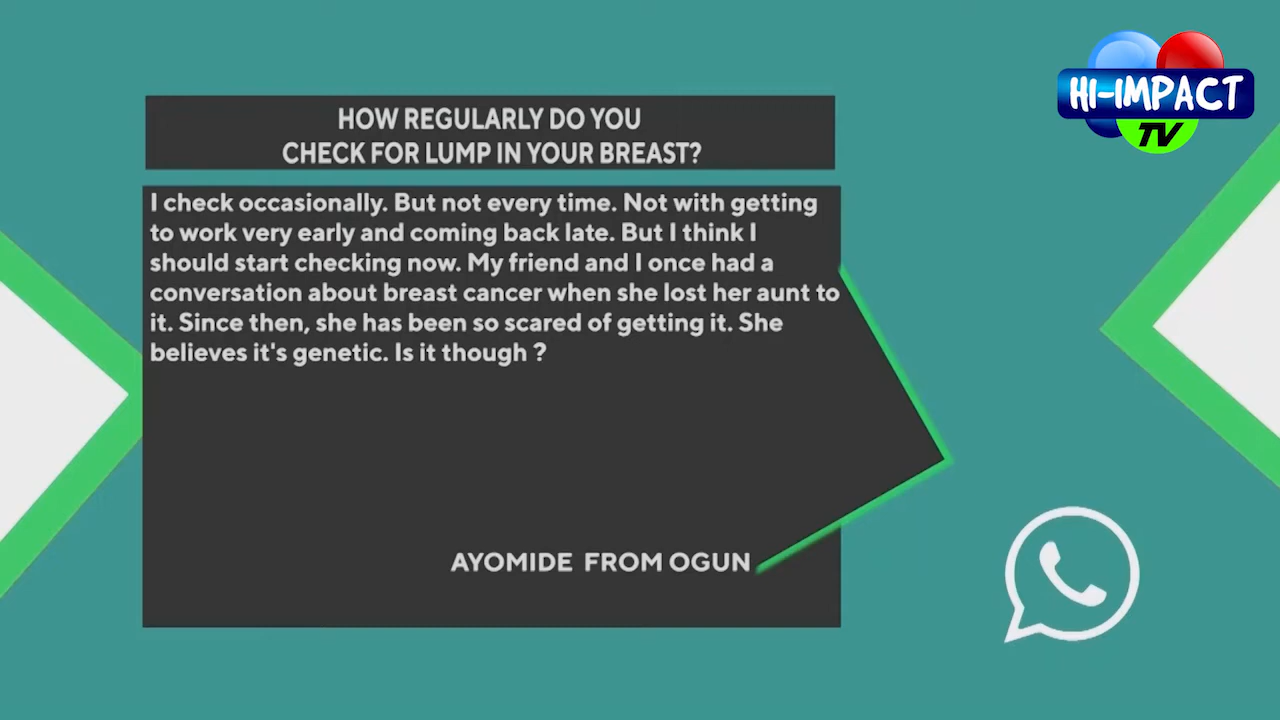 HI-IMPACT
TV
HOW REGULARLY DO YOU
CHECK FOR LUMP IN YOUR BREAST?
I check occasionally. But not every time. Not with getting
to work very early and coming back late. But I think I
should start checking now. My friend and I once had a
conversation about breast cancer when she lost her aunt to
it. Since then, she has been so scared of getting it. She
believes it's genetic. Is it though ?
AYOMIDE FROM OGUN